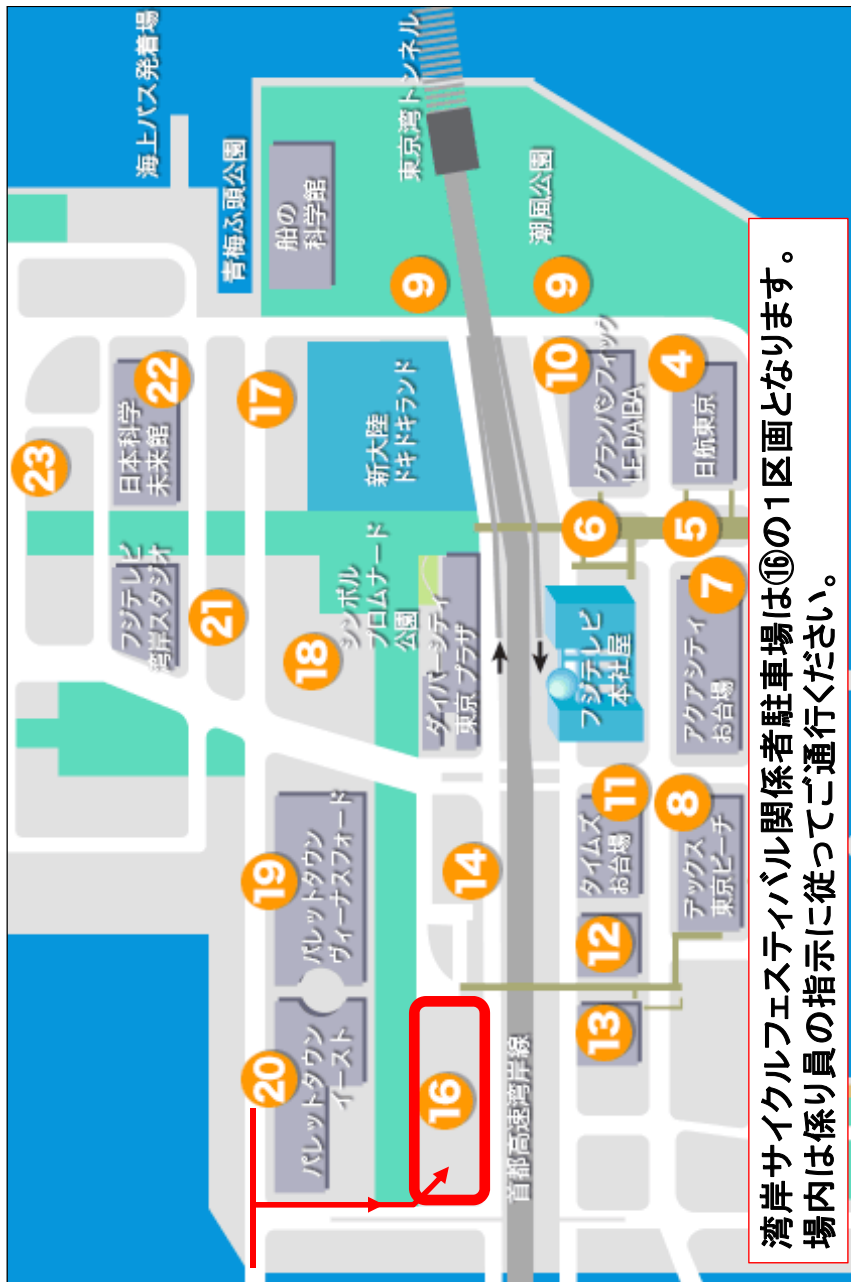 23
海上バス発着場
フジテレビ
湾岸スタジオ
日本科学
未来館
22
21
青梅ふ頭公園
20
19
17
船の
科学館
パレットタウン
イースト
パレットタウン
ヴィーナスフォード
18
シンボル
プロムナード
公園
新大陸
ドキドキランド
東京湾トンネル
9
16
14
ダイバーシティ
東京 プラザ
首都高速湾岸線
潮風公園
9
13
12
タイムズ
お台場
11
フジテレビ
本社屋
6
10
グランパシフィック
LE DAIBA
デックス
東京ビーチ
8
アクアシティ
お台場
7
5
日航東京
4
湾岸サイクルフェスティバル関係者駐車場は⑯の１区画となります。
場内は係り員の指示に従ってご通行ください。